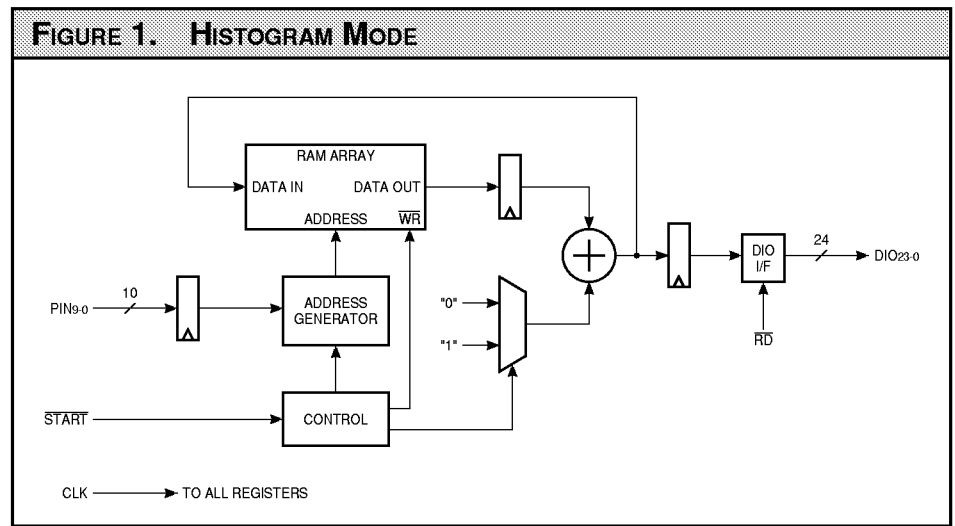 FIGURE 1. HISTOGRAM MODE
RAM ARRAY
DATA IN DATA OUT
ADDRESS WR
24
DIO I/F
DIO23-0
10
PIN9-0
ADDRESS
GENERATOR
"0"
"1"
RD
START
CONTROL
CLK TO ALL REGISTERS